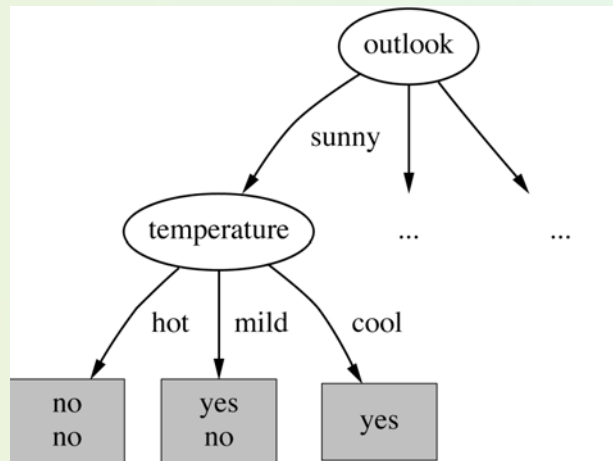 outlook
sunny
temperature
...
...
hot
mild
cool
no
no
yes
no
yes